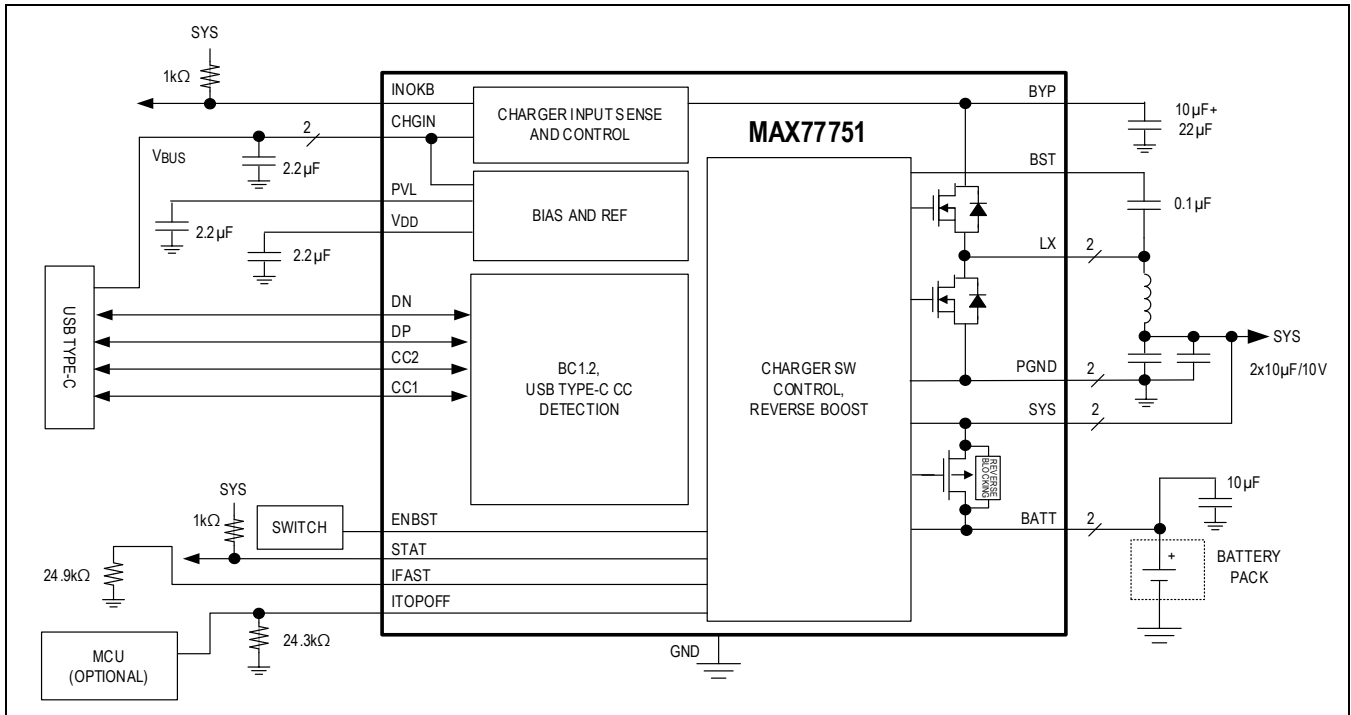 SYS
1kΩ
INOKB
CHGIN
2
VBUS
2.2µF
PVL
2.2µF
VDD
2.2µF
USB TYPE-C
DN
DP
CC2
CC1
SYS
1kΩ
SWITCH
ENBST
STAT
24.9kΩ
IFAST
ITOPOFF
24.3kΩ
MCU
(OPTIONAL)
CHARGER INPUT SENSE
AND CONTROL
BIAS AND REF
BC1.2,
USB TYPE-C CC
DETECTION
MAX77751
CHARGER SW
CONTROL,
REVERSE BOOST
REVERSE
BLOCKING
GND
BYP
10µF+
22µF
BST
0.1µF
LX
2
SYS
2x10µF/10V
PGND
2
SYS
2
10µF
BATT
2
+
BATTERY
PACK